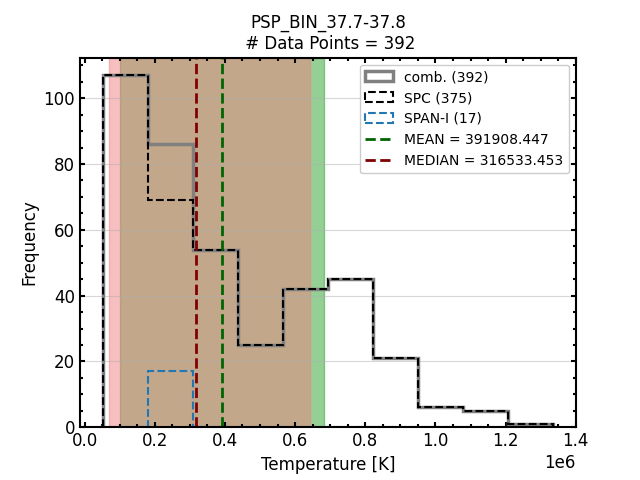 PSP_BIN_37.7-37.8
# Data Points = 392
comb. (392)
SPC (375)
SPAN-I (17)
MEAN = 391908.447
MEDIAN = 316533.453
Frequency
100
80
60
40
20
0
0.0 0.2 0.4 0.6 0.8 1.0 1.2 1.4
1e6
Temperature [K]